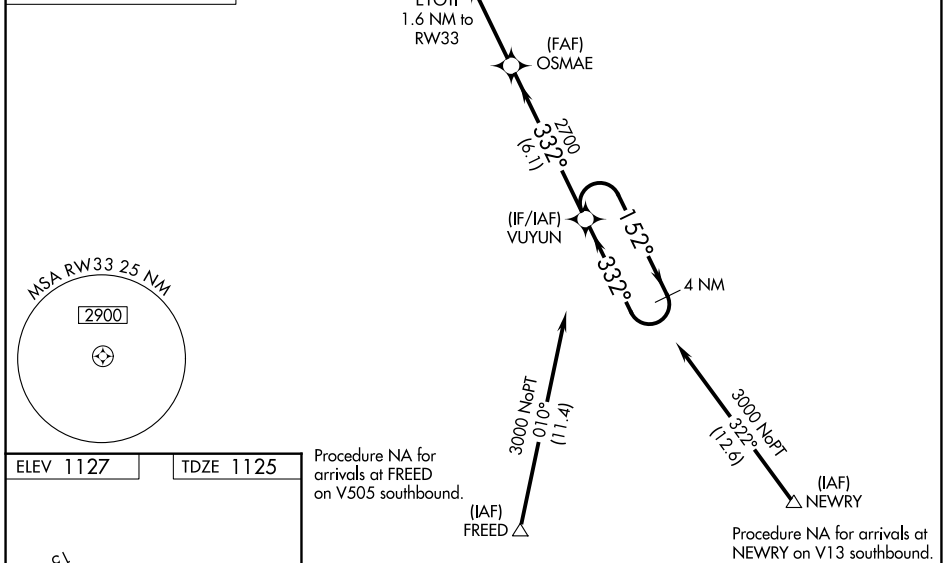 1.6 NM to
RW33
(FAF)
OSMAE
2700
332°
(6.1)
(IF/IAF)
VUYUN
152°
332°
4 NM
MSA RW33 25 NM
2900
3000 NoPT
010°
(11.4)
3000 NoPT
322°
(12.6)
ELEV 1127
TDZE 1125
Procedure NA for
arrivals at FREED
on V505 southbound.
(IAF)
FREED
(IAF)
NEWRY
Procedure NA for arrivals at
NEWRY on V13 southbound.